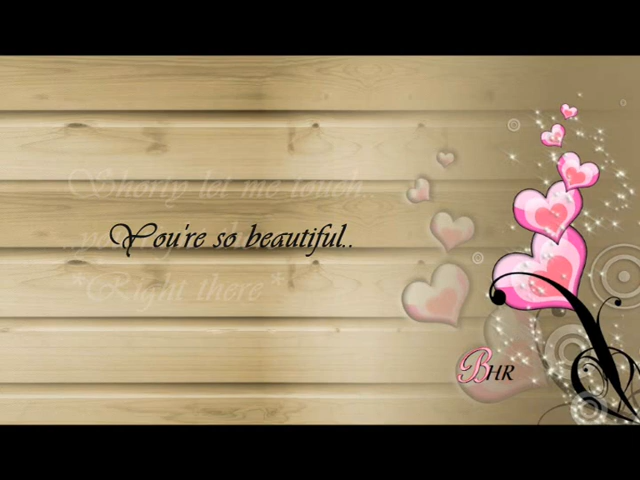 Shorty let me touch..
You're so beautiful..
*Right there*
BHR